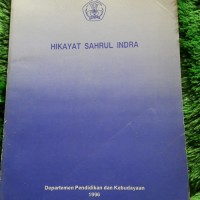 HIKAYAT SAHRUL INDRA
Departemen Pendidikan dan Kebudayaan
1996